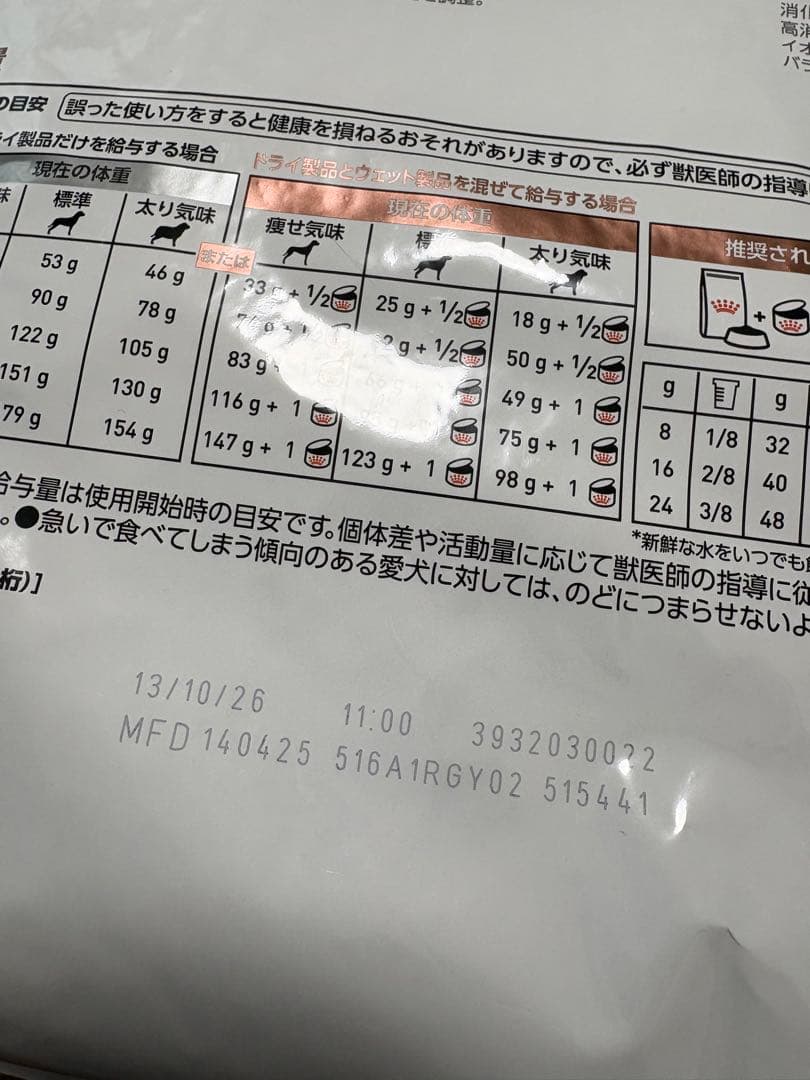 消化
高消
の目安 誤った使い方をすると健康を損ねるおそれがありますので、必ず獣医師の指導
ライ製品だけを給与する場合
現在の体重
標準 太り気味
53 g 46 g
90 g 78 g
122 g 105 g
151 g 130 g
79 g 154 g
または
ドライ製品とウェット製品を混ぜて給与する場合
現在の体重
痩せ気味 標 太り気味
33 g + 1/2 25 g + 1/2 18 g + 1/2
g + 1/2 50 g + 1/2
83 g 49 g + 1
116 g + 1 75 g + 1
147 g + 1 123 g + 1 98 g + 1
推奨され
+
g g
8 1/8 32
16 2/8 40
24 3/8 48
*新鮮な水をいつでも
給与量は使用開始時の目安です。個体差や活動量に応じて獣医師の指導に従
。●急いで食べてしまう傾向のある愛犬に対しては、のどにつまらせないよ
桁)]
13/10/26 11:00 3932030022
MFD 140425 516A1RGY02 515441